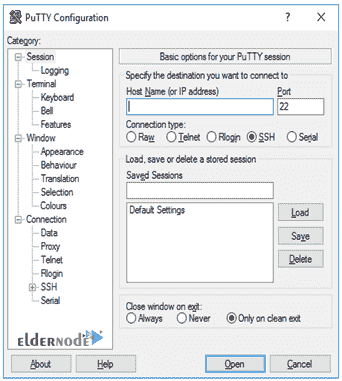 PuTTY Configuration
?
Category:
Session
Logging
Terminal
Keyboard
Bell
Features
Window
Appearance
Behaviour
Translation
Selection
Colours
Connection
Data
Proxy
Telnet
Rlogin
SSH
Serial
ELDERNODE
Basic options for your PuTTY session
Specify the destination you want to connect to
Host Name (or IP address) Port
22
Connection type:
Raw Telnet Rlogin SSH Serial
Load, save or delete a stored session
Saved Sessions
Default Settings
Load
Save
Delete
Close window on exit:
Always Never Only on clean exit
About Help Open Cancel